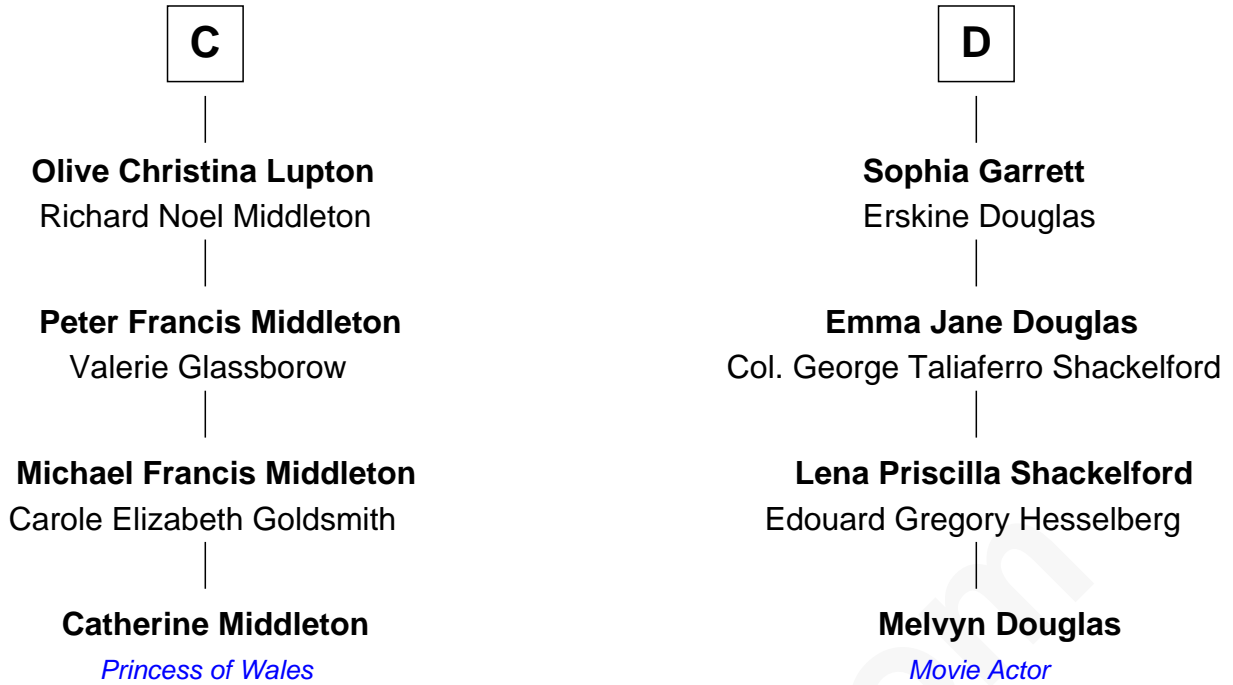 C
Olive Christina Lupton
Richard Noel Middleton
Peter Francis Middleton
Valerie Glassborow
Michael Francis Middleton
Carole Elizabeth Goldsmith
Catherine Middleton
Princess of Wales
D
Sophia Garrett
Erskine Douglas
Emma Jane Douglas
Col. George Taliaferro Shackelford
Lena Priscilla Shackelford
Edouard Gregory Hesselberg
Melvyn Douglas
Movie Actor